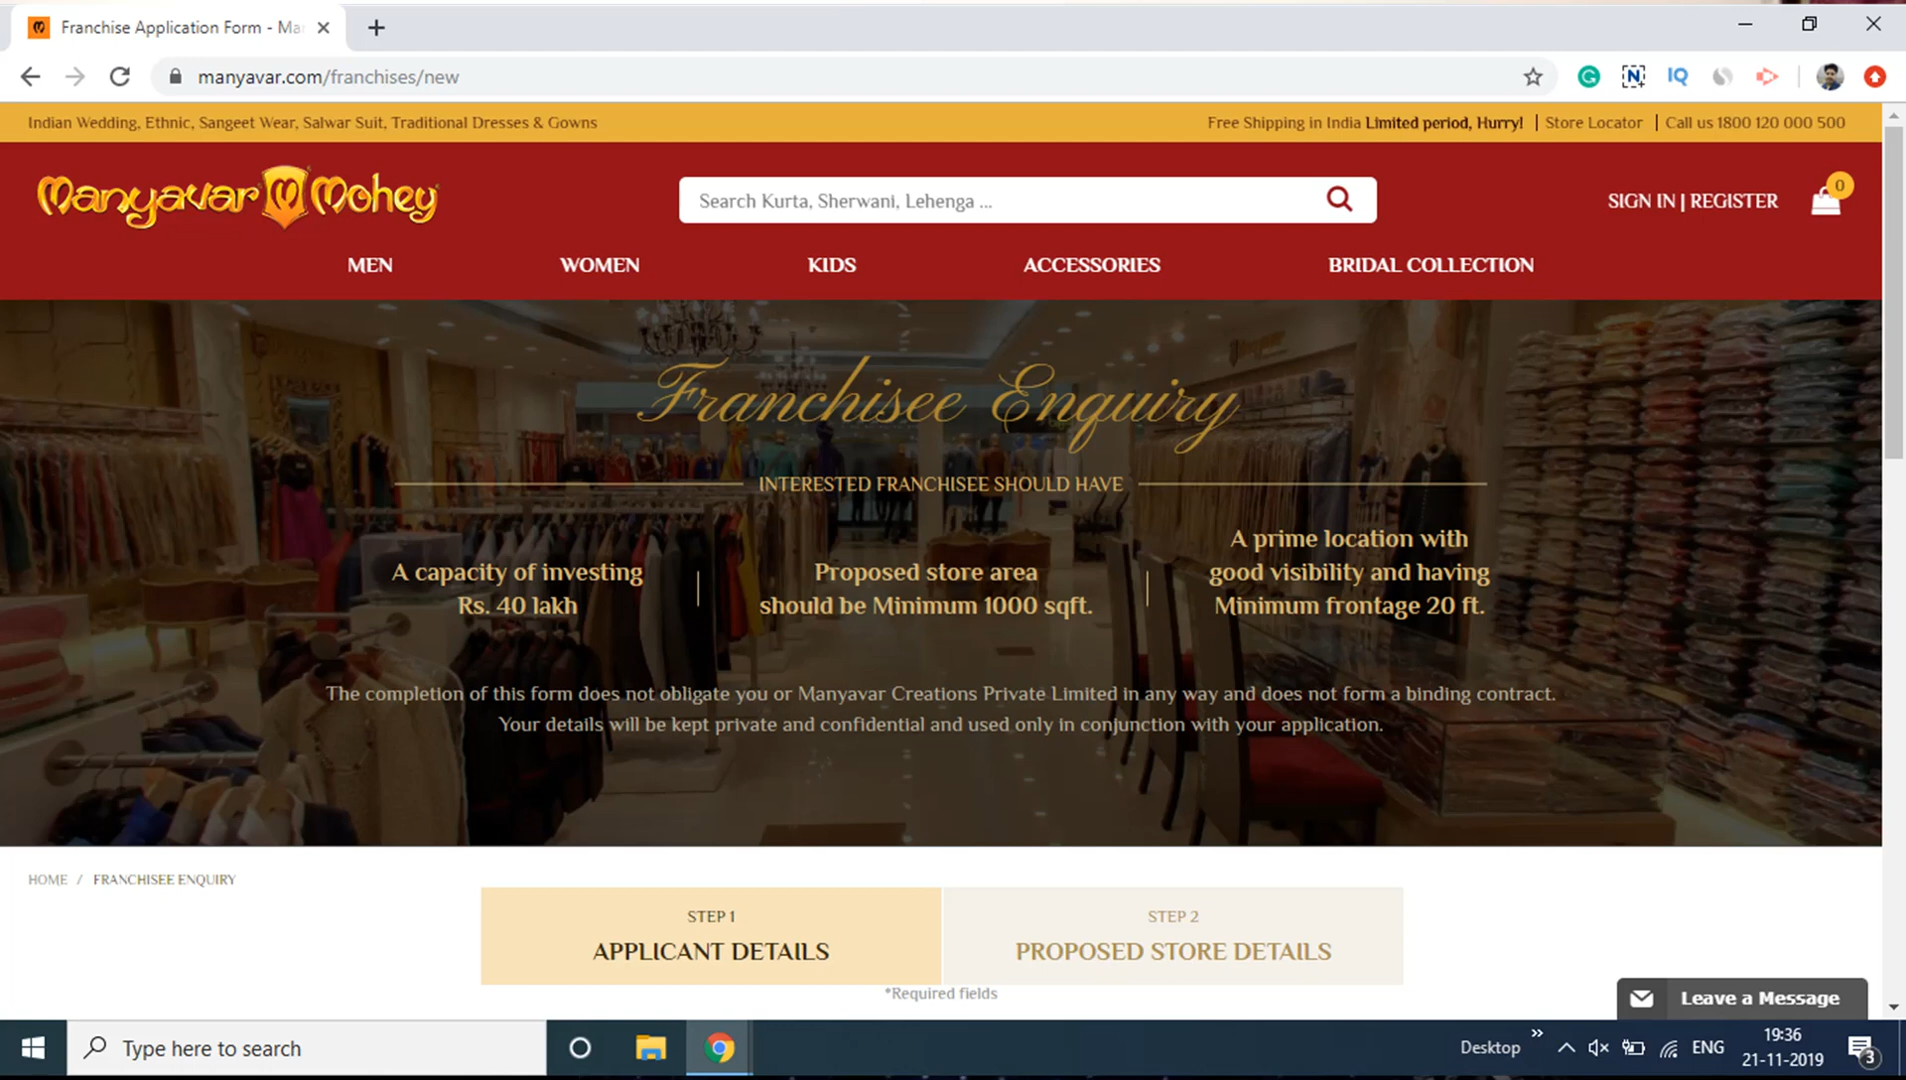 Franchise Application Form - Ma
manyavar.com/franchises/new
Indian Wedding, Ethnic, Sangeet Wear, Salwar Suit, Traditional Dresses & Gowns
Free Shipping in India Limited period, Hurry! | Store Locator | Call us 1800 120 000 500
Manyavar Mohey
Search Kurta, Sherwani, Lehenga ...
SIGN IN | REGISTER
0
MEN
WOMEN
KIDS
ACCESSORIES
BRIDAL COLLECTION
Franchisee Enquiry
INTERESTED FRANCHISEE SHOULD HAVE
A capacity of investing
Rs. 40 lakh
Proposed store area
should be Minimum 1000 sqft.
A prime location with
good visibility and having
Minimum frontage 20 ft.
The completion of this form does not obligate you or Manyavar Creations Private Limited in any way and does not form a binding contract.
Your details will be kept private and confidential and used only in conjunction with your application.
HOME / FRANCHISEE ENQUIRY
STEP 1
APPLICANT DETAILS
STEP 2
PROPOSED STORE DETAILS
*Required fields
Leave a Message
Type here to search
Desktop
ENG
19:36
21-11-2019
3